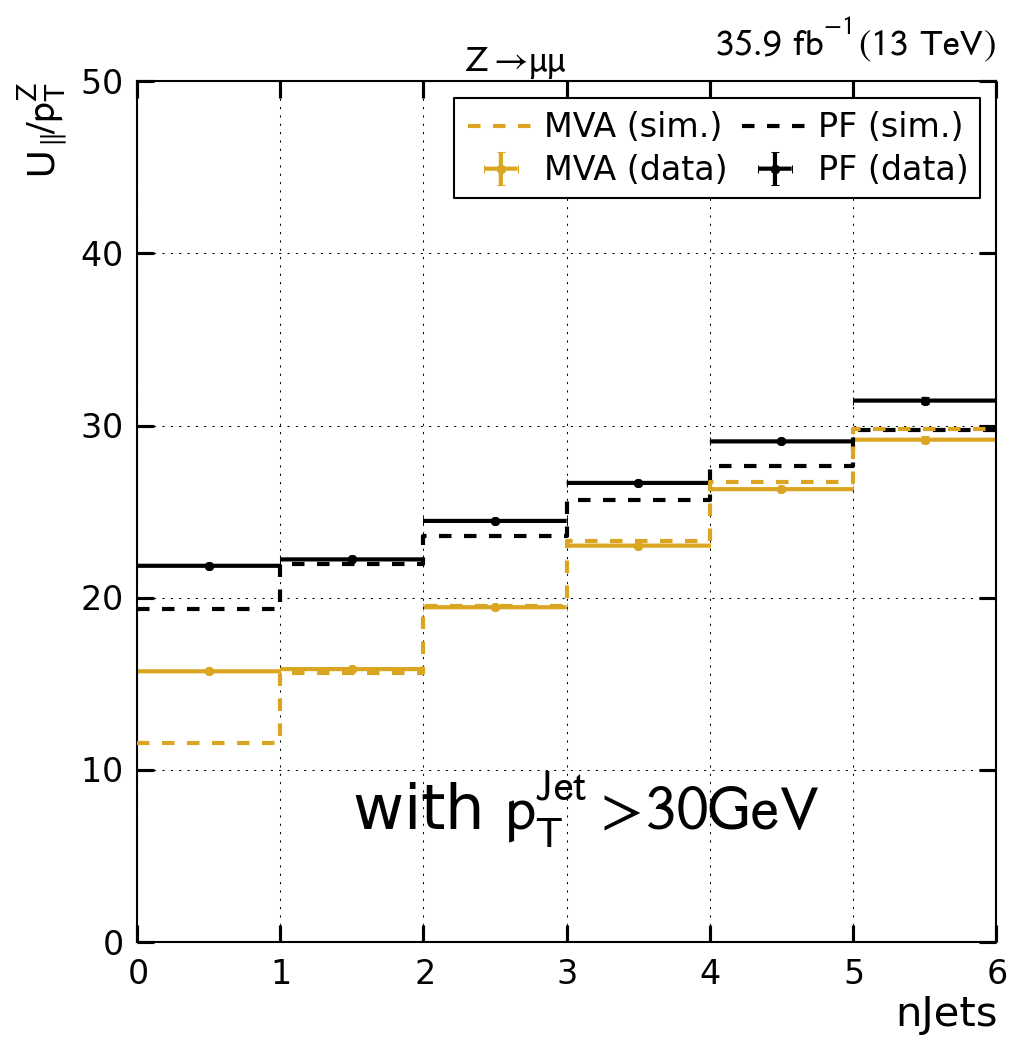 35.9 fb⁻¹ (13 TeV)
Z→μμ
U∥/p_T^Z
MVA (sim.) PF (sim.)
MVA (data) PF (data)
50
40
30
20
10
0
with p_T^Jet >30GeV
0 1 2 3 4 5 6
nJets